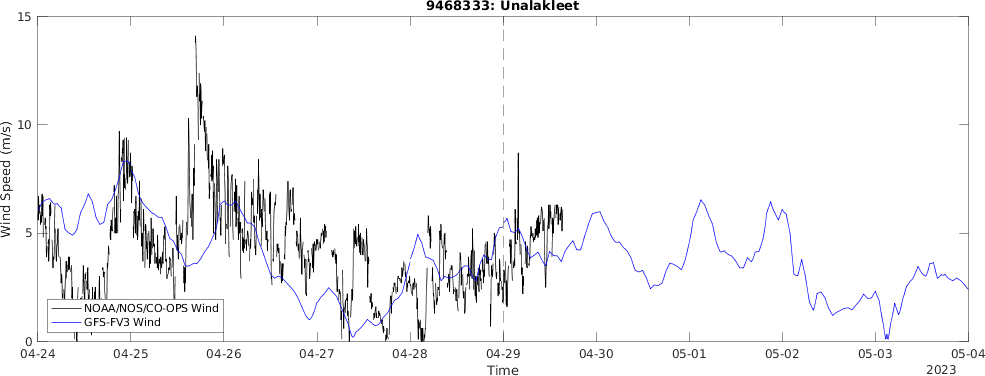 9468333: Unalakleet
15
10
5
0
Wind Speed (m/s)
NOAA/NOS/CO-OPS Wind
GFS-FV3 Wind
04-24 04-25 04-26 04-27 04-28 04-29 04-30 05-01 05-02 05-03 05-04
Time
2023